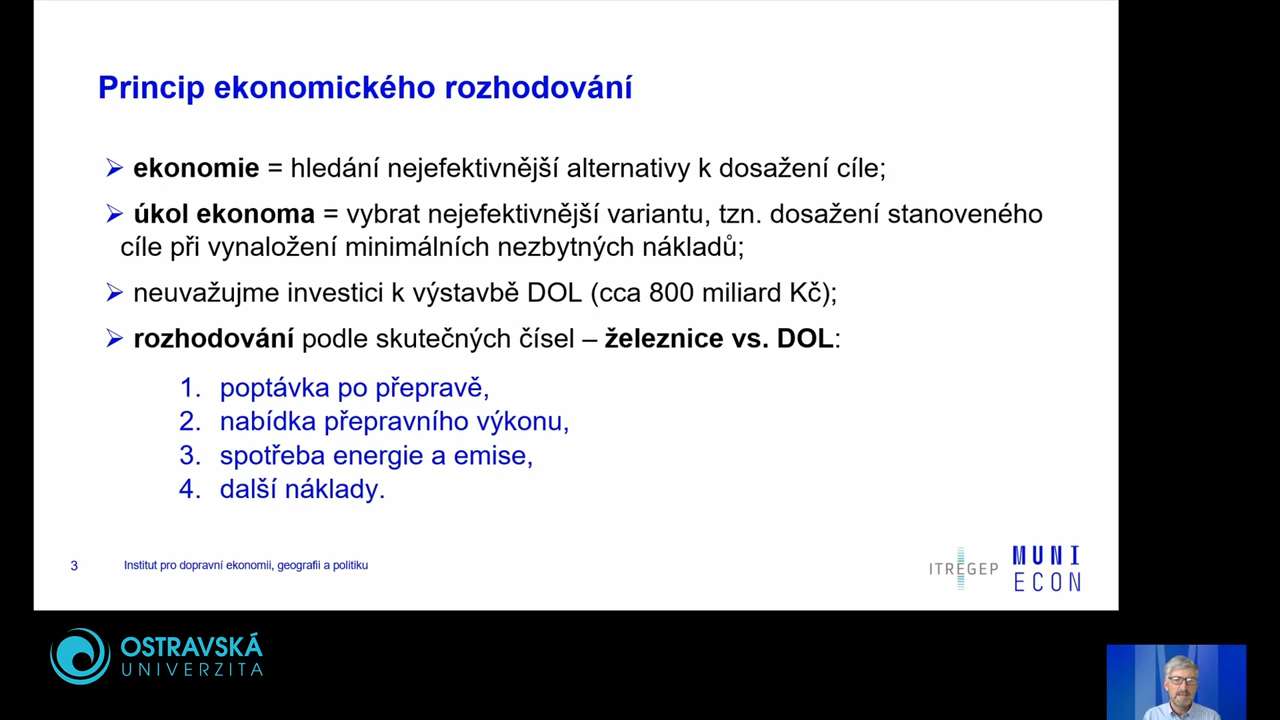 Princip ekonomického rozhodování
ekonomie = hledání nejefektivnější alternativy k dosažení cíle;
úkol ekonoma = vybrat nejefektivnější variantu, tzn. dosažení stanoveného
cíle při vynaložení minimálních nezbytných nákladů;
neuvažujme investici k výstavbě DOL (cca 800 miliard Kč);
rozhodování podle skutečných čísel – železnice vs. DOL:
1. poptávka po přepravě,
2. nabídka přepravního výkonu,
3. spotřeba energie a emise,
4. další náklady.
3 Institut pro dopravní ekonomii, geografii a politiku
ITREGEP
MUNI
ECON
OSTRAVSKÁ
UNIVERZITA